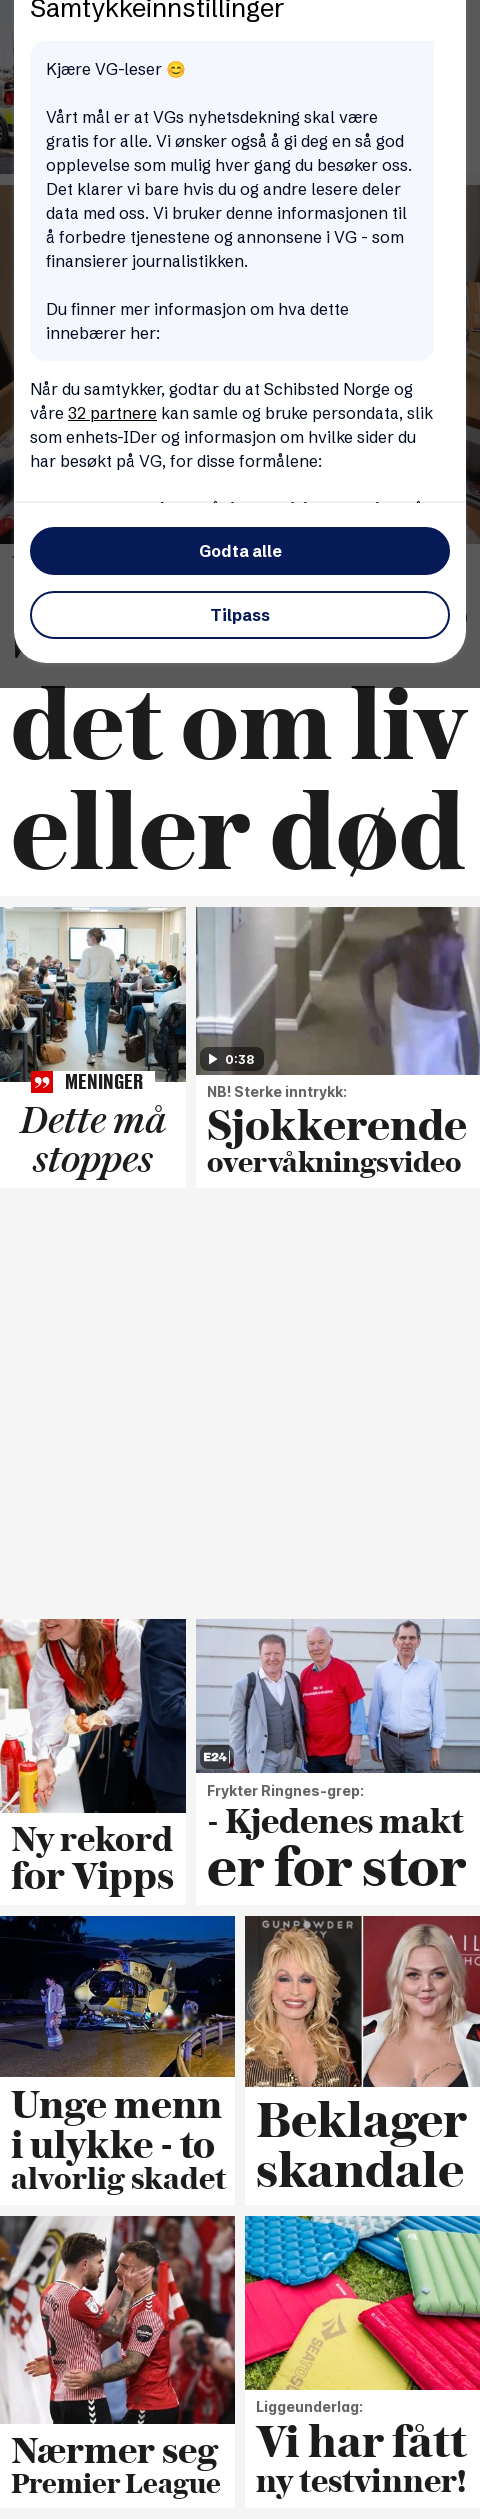 Samtykkeinnstillinger
Kjære VG-leser 😊
Vårt mål er at VGs nyhetsdekning skal være
gratis for alle. Vi ønsker også å gi deg en så god
opplevelse som mulig hver gang du besøker oss.
Det klarer vi bare hvis du og andre lesere deler
data med oss. Vi bruker denne informasjonen til
å forbedre tjenestene og annonsene i VG - som
finansierer journalistikken.
Du finner mer informasjon om hva dette
innebærer her:
Når du samtykker, godtar du at Schibsted Norge og
våre 32 partnere kan samle og bruke persondata, slik
som enhets-IDer og informasjon om hvilke sider du
har besøkt på VG, for disse formålene:
Godta alle
Tilpass
det om liv
eller død
0:38
MENINGER
Dette må
stoppes
NB! Sterke inntrykk:
Sjokkerende
overvåkningsvideo
E24
Ny rekord
for Vipps
Frykter Ringnes-grep:
- Kjedenes makt
er for stor
GUNPOWDER
Unge menn
i ulykke - to
alvorlig skadet
Beklager
skandale
SEA TO SU
Nærmer seg
Premier League
Liggeunderlag:
Vi har fått
ny testvinner!